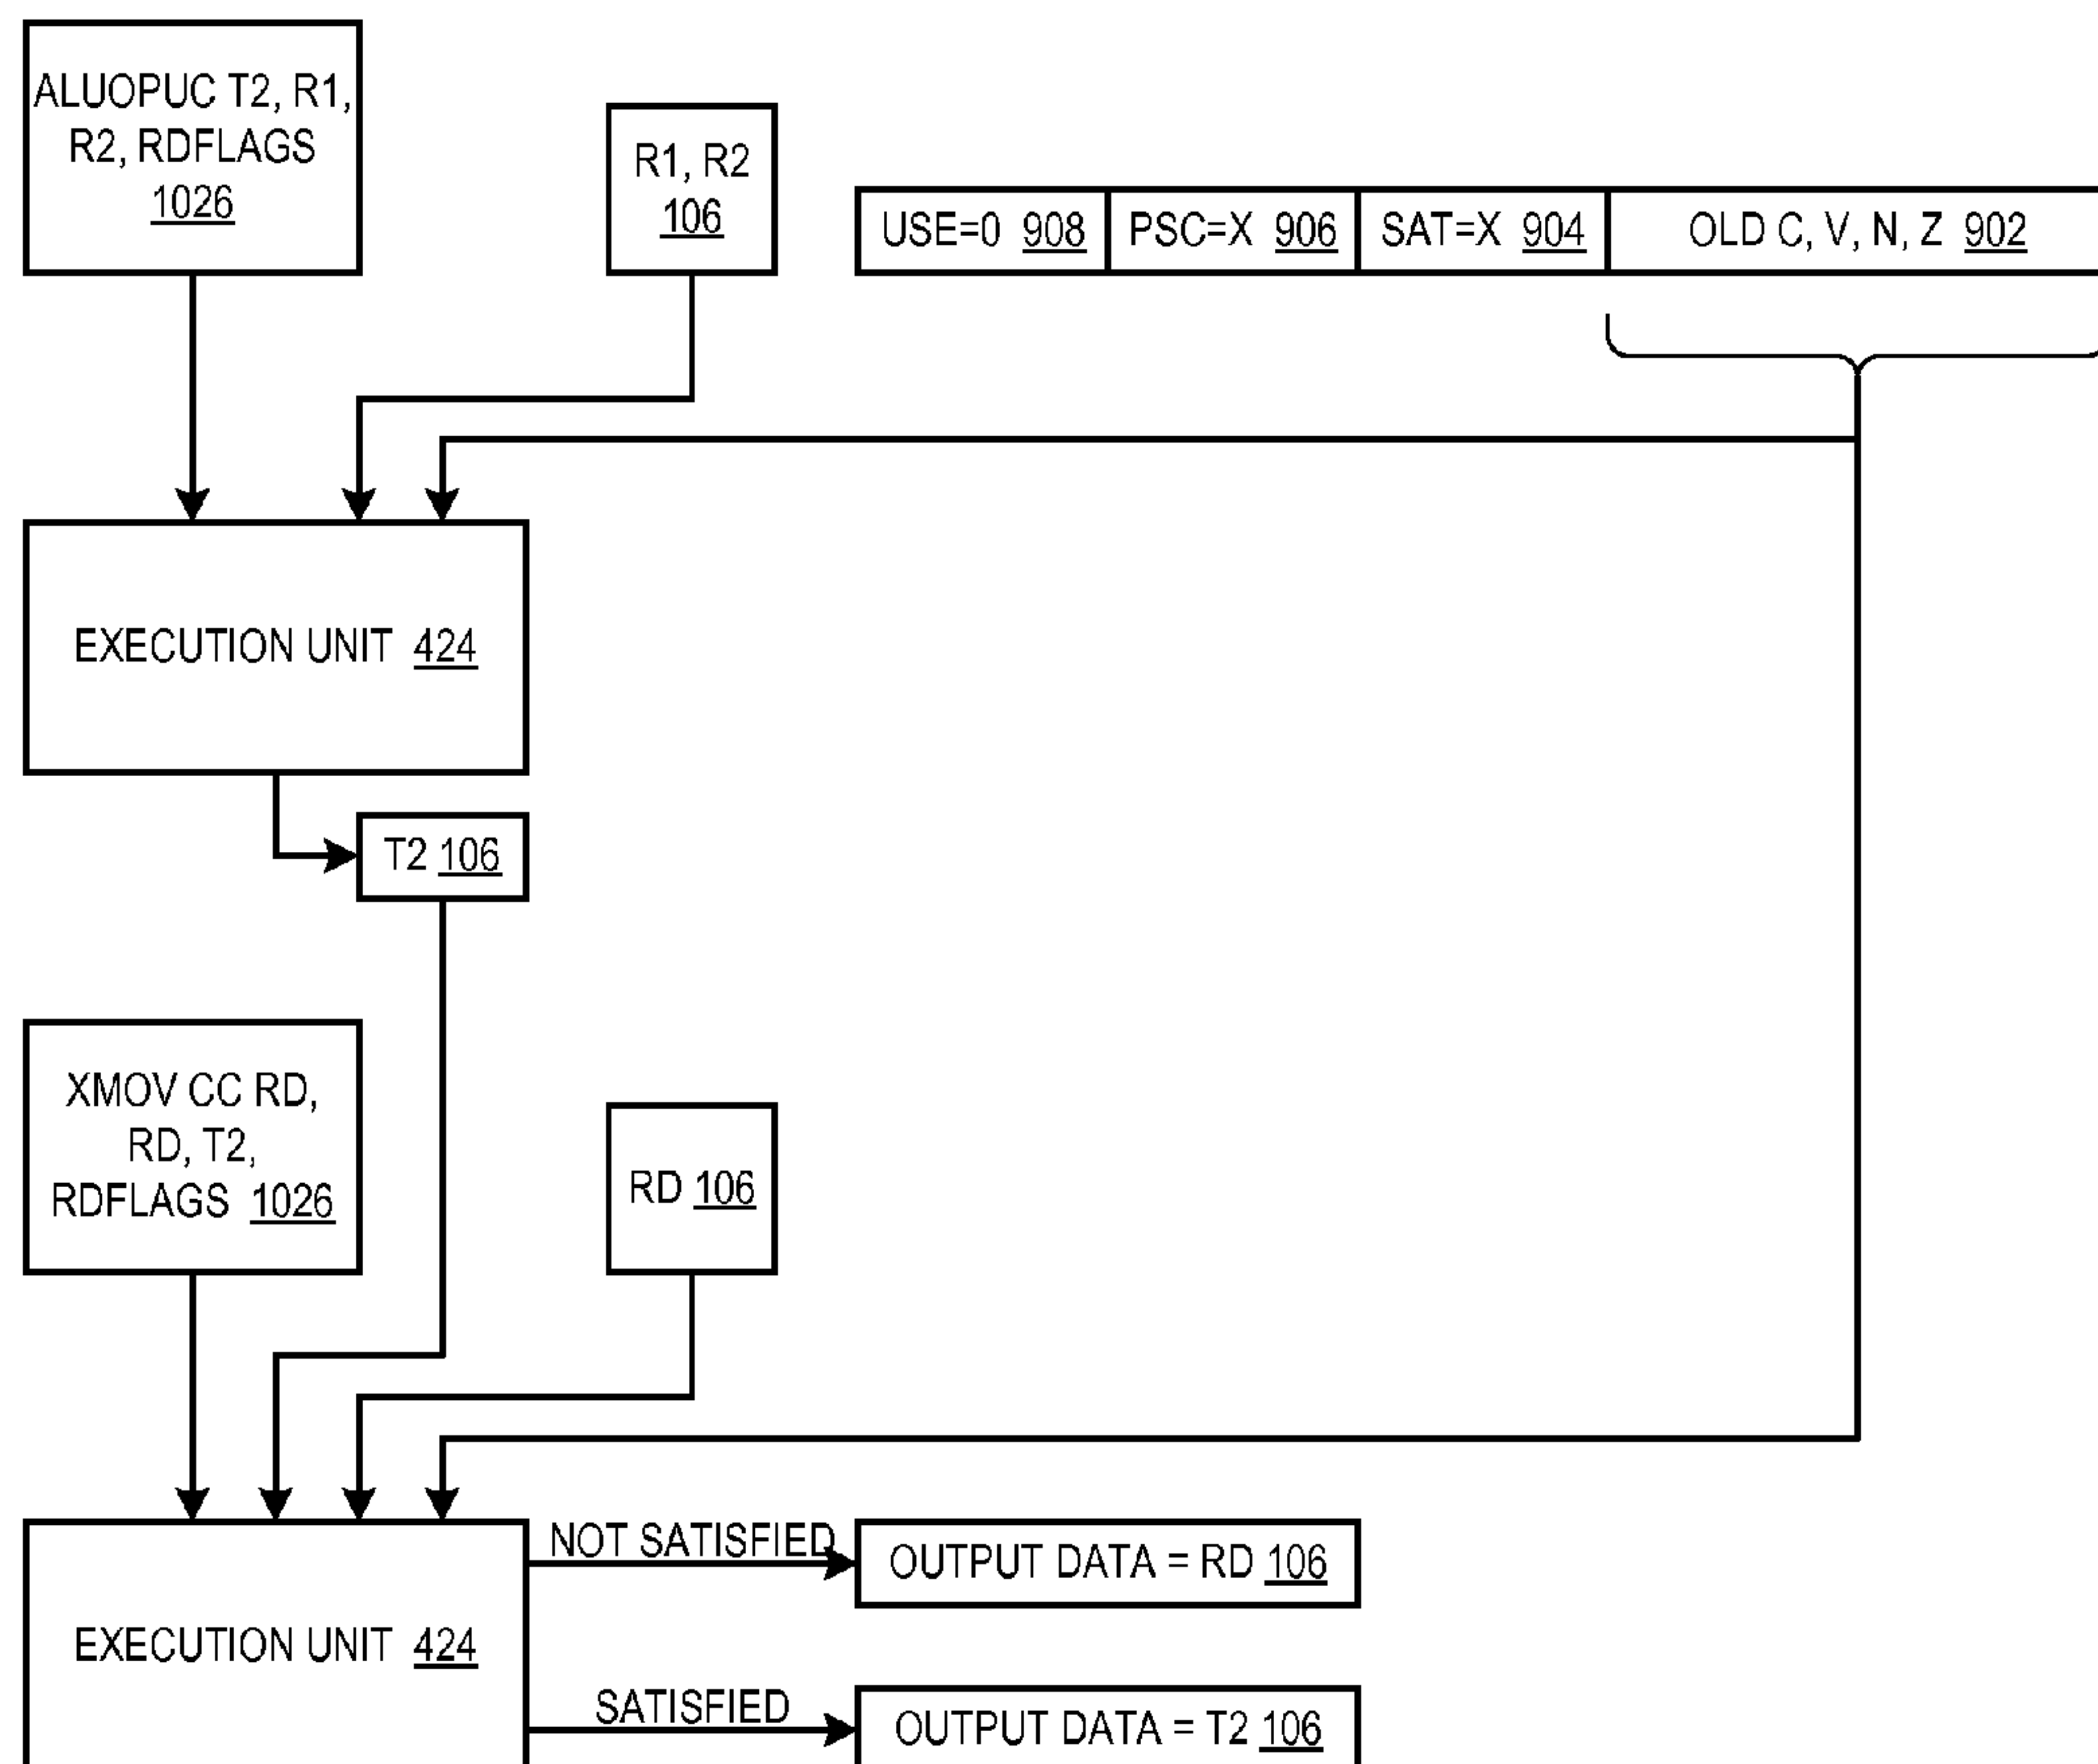 ALUOPUC T2, R1,
R2, RDFLAGS
1026
R1, R2
106
USE=0 908
PSC=X 906
SAT=X 904
OLD C, V, N, Z 902
EXECUTION UNIT 424
T2 106
XMOV CC RD,
RD, T2,
RDFLAGS 1026
RD 106
NOT SATISFIED
OUTPUT DATA = RD 106
EXECUTION UNIT 424
SATISFIED
OUTPUT DATA = T2 106